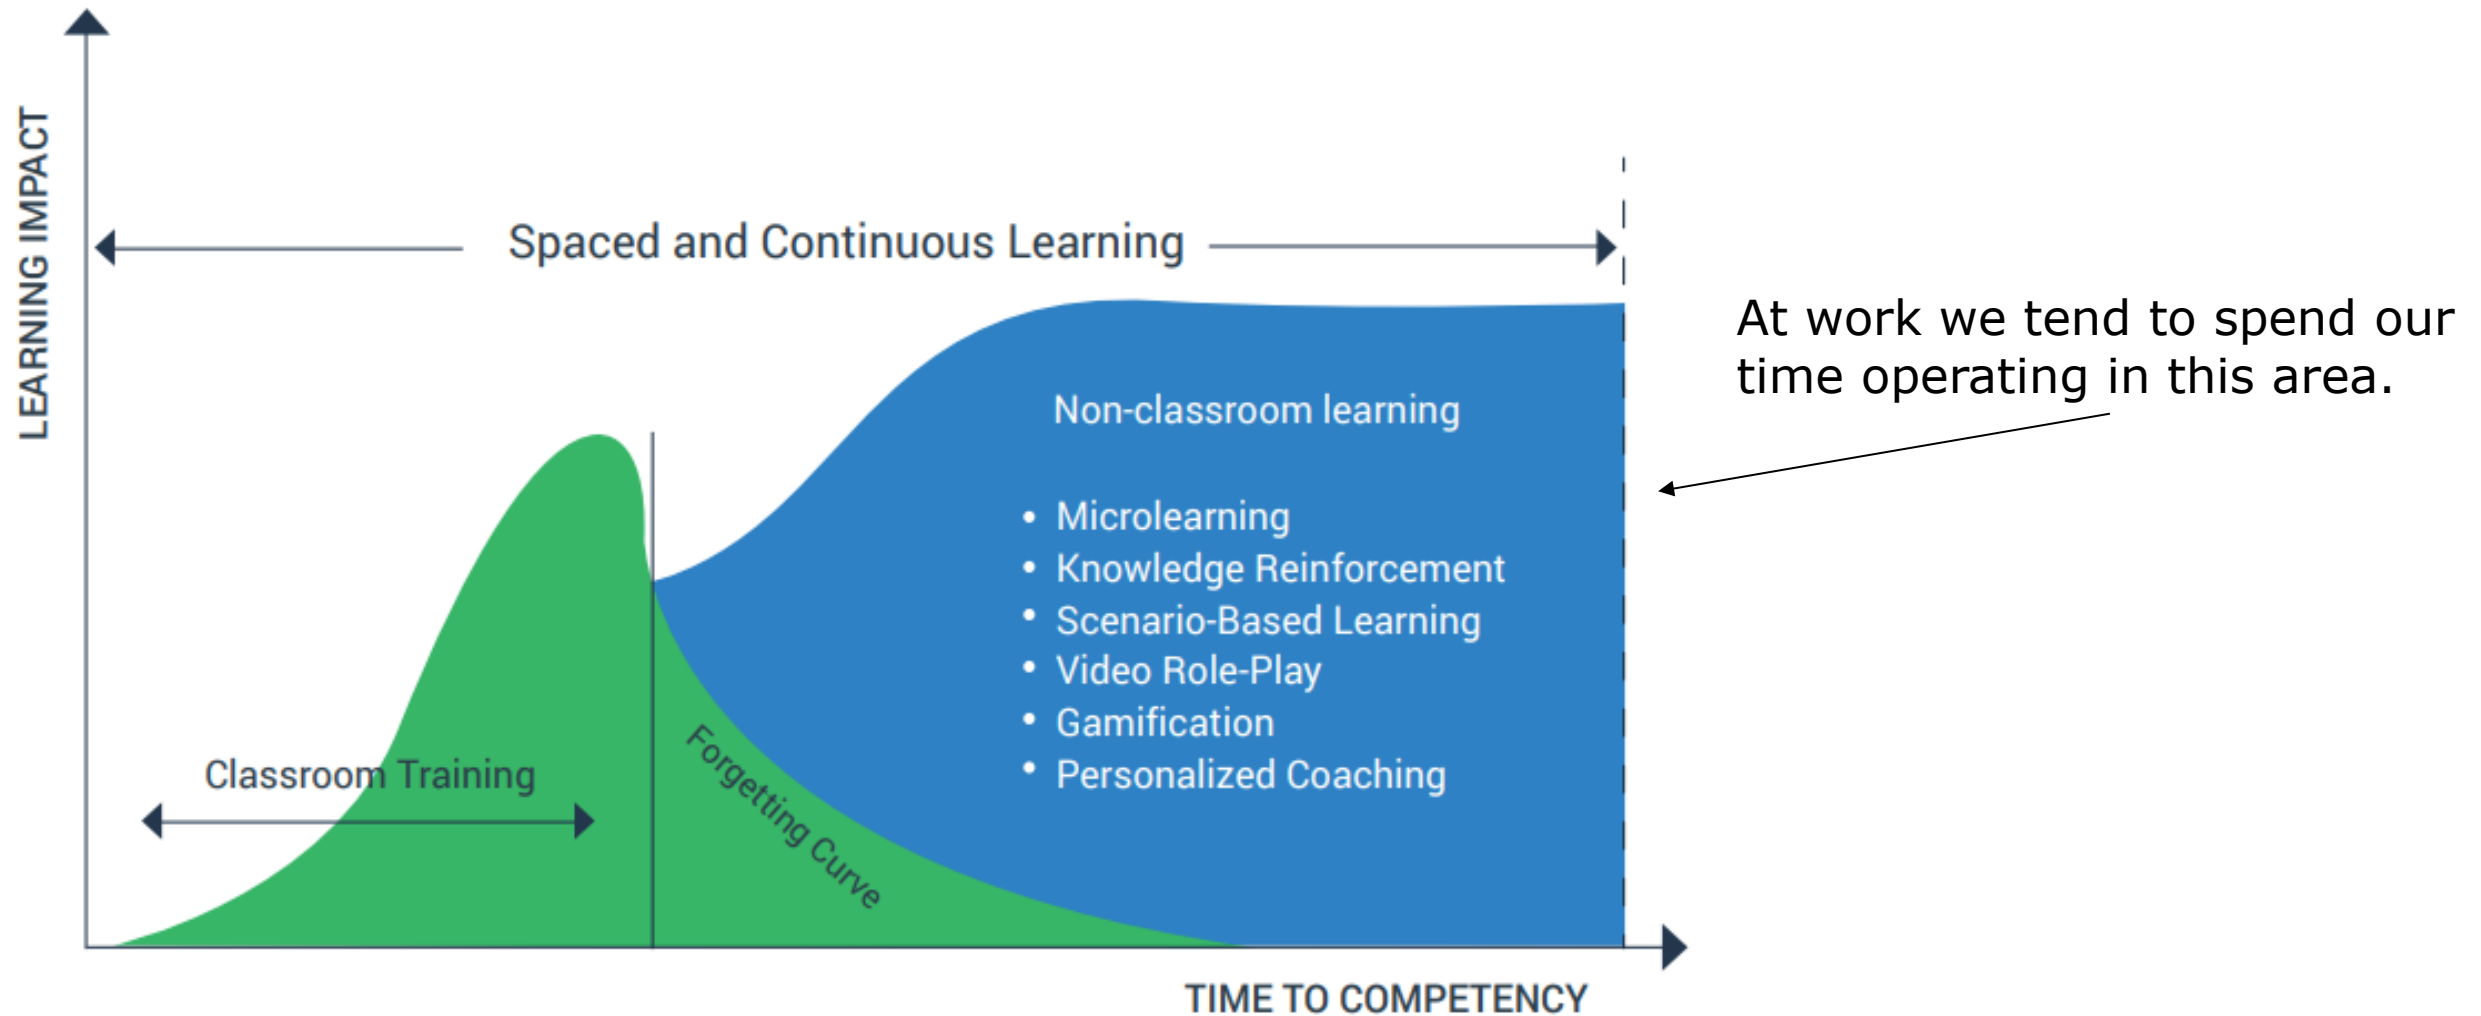 LEARNING IMPACT
Spaced and Continuous Learning
At work we tend to spend our
time operating in this area.
Non-classroom learning
• Microlearning
• Knowledge Reinforcement
• Scenario-Based Learning
• Video Role-Play
• Gamification
• Personalized Coaching
Classroom Training
Forgetting Curve
TIME TO COMPETENCY